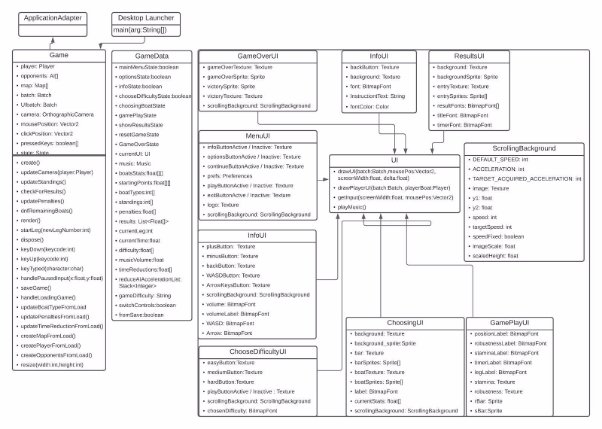 ApplicationAdapter
Desktop Launcher
main(arg:String[])
Game
player: Player
opponents: AI[]
map: Map[]
batch: Batch
UIbatch: Batch
camera: OrthographicCamera
mousePosition: Vector2
clickPosition: Vector2
pressedKeys: boolean[]
state: State
create()
updateCamera(player:Player)
updateStandings()
checkForResults()
updatePenalties()
dnfRemainingBoats()
render()
startLeg(newLegNumber:int)
dispose()
keyDown(keycode:int)
keyUp(keycode:int)
keyTyped(character:char)
handlePausedInput(x:float,y:float)
saveGame()
handleLoadingGame()
updateBoatTypeFromLoad
updatePenaltiesFromLoad()
updateTimeReductionFromLoad()
createMapFromLoad()
createPlayerFromLoad()
createOpponentsFromLoad()
resize(width:int,height:int)
GameData
mainMenuState:boolean
optionsState:boolean
infoState:boolean
chooseDifficultyState:boolean
choosingBoatState
gamePlayState
showResultsState
resetGameState
GameOverState
currentUI: UI
music: Music
boatsStats:float[][]
startingPoints:float[][]
boatTypes:int[]
standings:int[]
penalties:float[]
results: List<Float[]>
currentLeg:int
currentTime:float
difficulty:float[]
musicVolume:float
timeReductions:float[]
reduceAIAccelerationList:
Stack<Integer>
gameDifficulty: String
switchControls:boolean
fromSave:boolean
GameOverUI
gameOverTexture: Texture
gameOverSprite: Sprite
victorySprite: Sprite
victoryTexture: Texture
scrollingBackground: ScrollingBackground
InfoUI
backButton: Texture
background: Texture
font: BitmapFont
InstructionText: String
fontColor: Color
ResultsUI
background: Texture
backgroundSprite: Sprite
entryTexture: Texture
entrySprites: Sprite[]
resultFonts: BitmapFont[]
titleFont: BitmapFont
timerFont: BitmapFont
MenuUI
infoButtonActive / Inactive: Texture
optionsButtonActive / Inactive: Texture
continueButtonActive / Inactive: Texture
prefs: Preferences
playButtonActive / Inactive: Texture
exitButtonActive / Inactive: Texture
logo: Texture
scrollingBackground: ScrollingBackground
UI
drawUI(batch:Batch,mousePos:Vector2,
screenWidth:float, delta:float)
drawPlayerUI(batch:Batch, playerBoat:Player)
getInput(screenWidth:float, mousePos:Vector2)
playMusic()
ScrollingBackground
DEFAULT_SPEED: int
ACCELERATION: int
TARGET_ACQUIRED_ACCELERATION: int
image: Texture
y1: float
y2: float
speed: int
targetSpeed: int
speedFixed: boolean
imageScale: float
scaledHeight: float
InfoUI
plusButton: Texture
minusButton: Texture
backButton: Texture
WASDButton: Texture
ArrowKeysButton: Texture
scrollingBackground: ScrollingBackground
volume: BitmapFont
volumeLabel: BitmapFont
WASD: BitmapFont
Arrow: BitmapFont
ChooseDifficultyUI
easyButton:Texture
mediumButton:Texture
hardButton:Texture
playButtonActive / Inactive : Texture
scrollingBackground: ScrollingBackground
chosenDifficulty: BitmapFont
ChoosingUI
background: Texture
background_sprite:Sprite
bar: Texture
barSprites: Sprite[]
boatTexture: Texture
boatSprites: Sprite[]
label: BitmapFont
currentStats: float[]
scrollingBackground: ScrollingBackground
GamePlayUI
positionLabel: BitmapFont
robustnessLabel: BitmapFont
staminaLabel: BitmapFont
timerLabel: BitmapFont
legLabel: BitmapFont
stamina: Texture
robustness: Texture
rBar: Sprite
sBar:Sprite